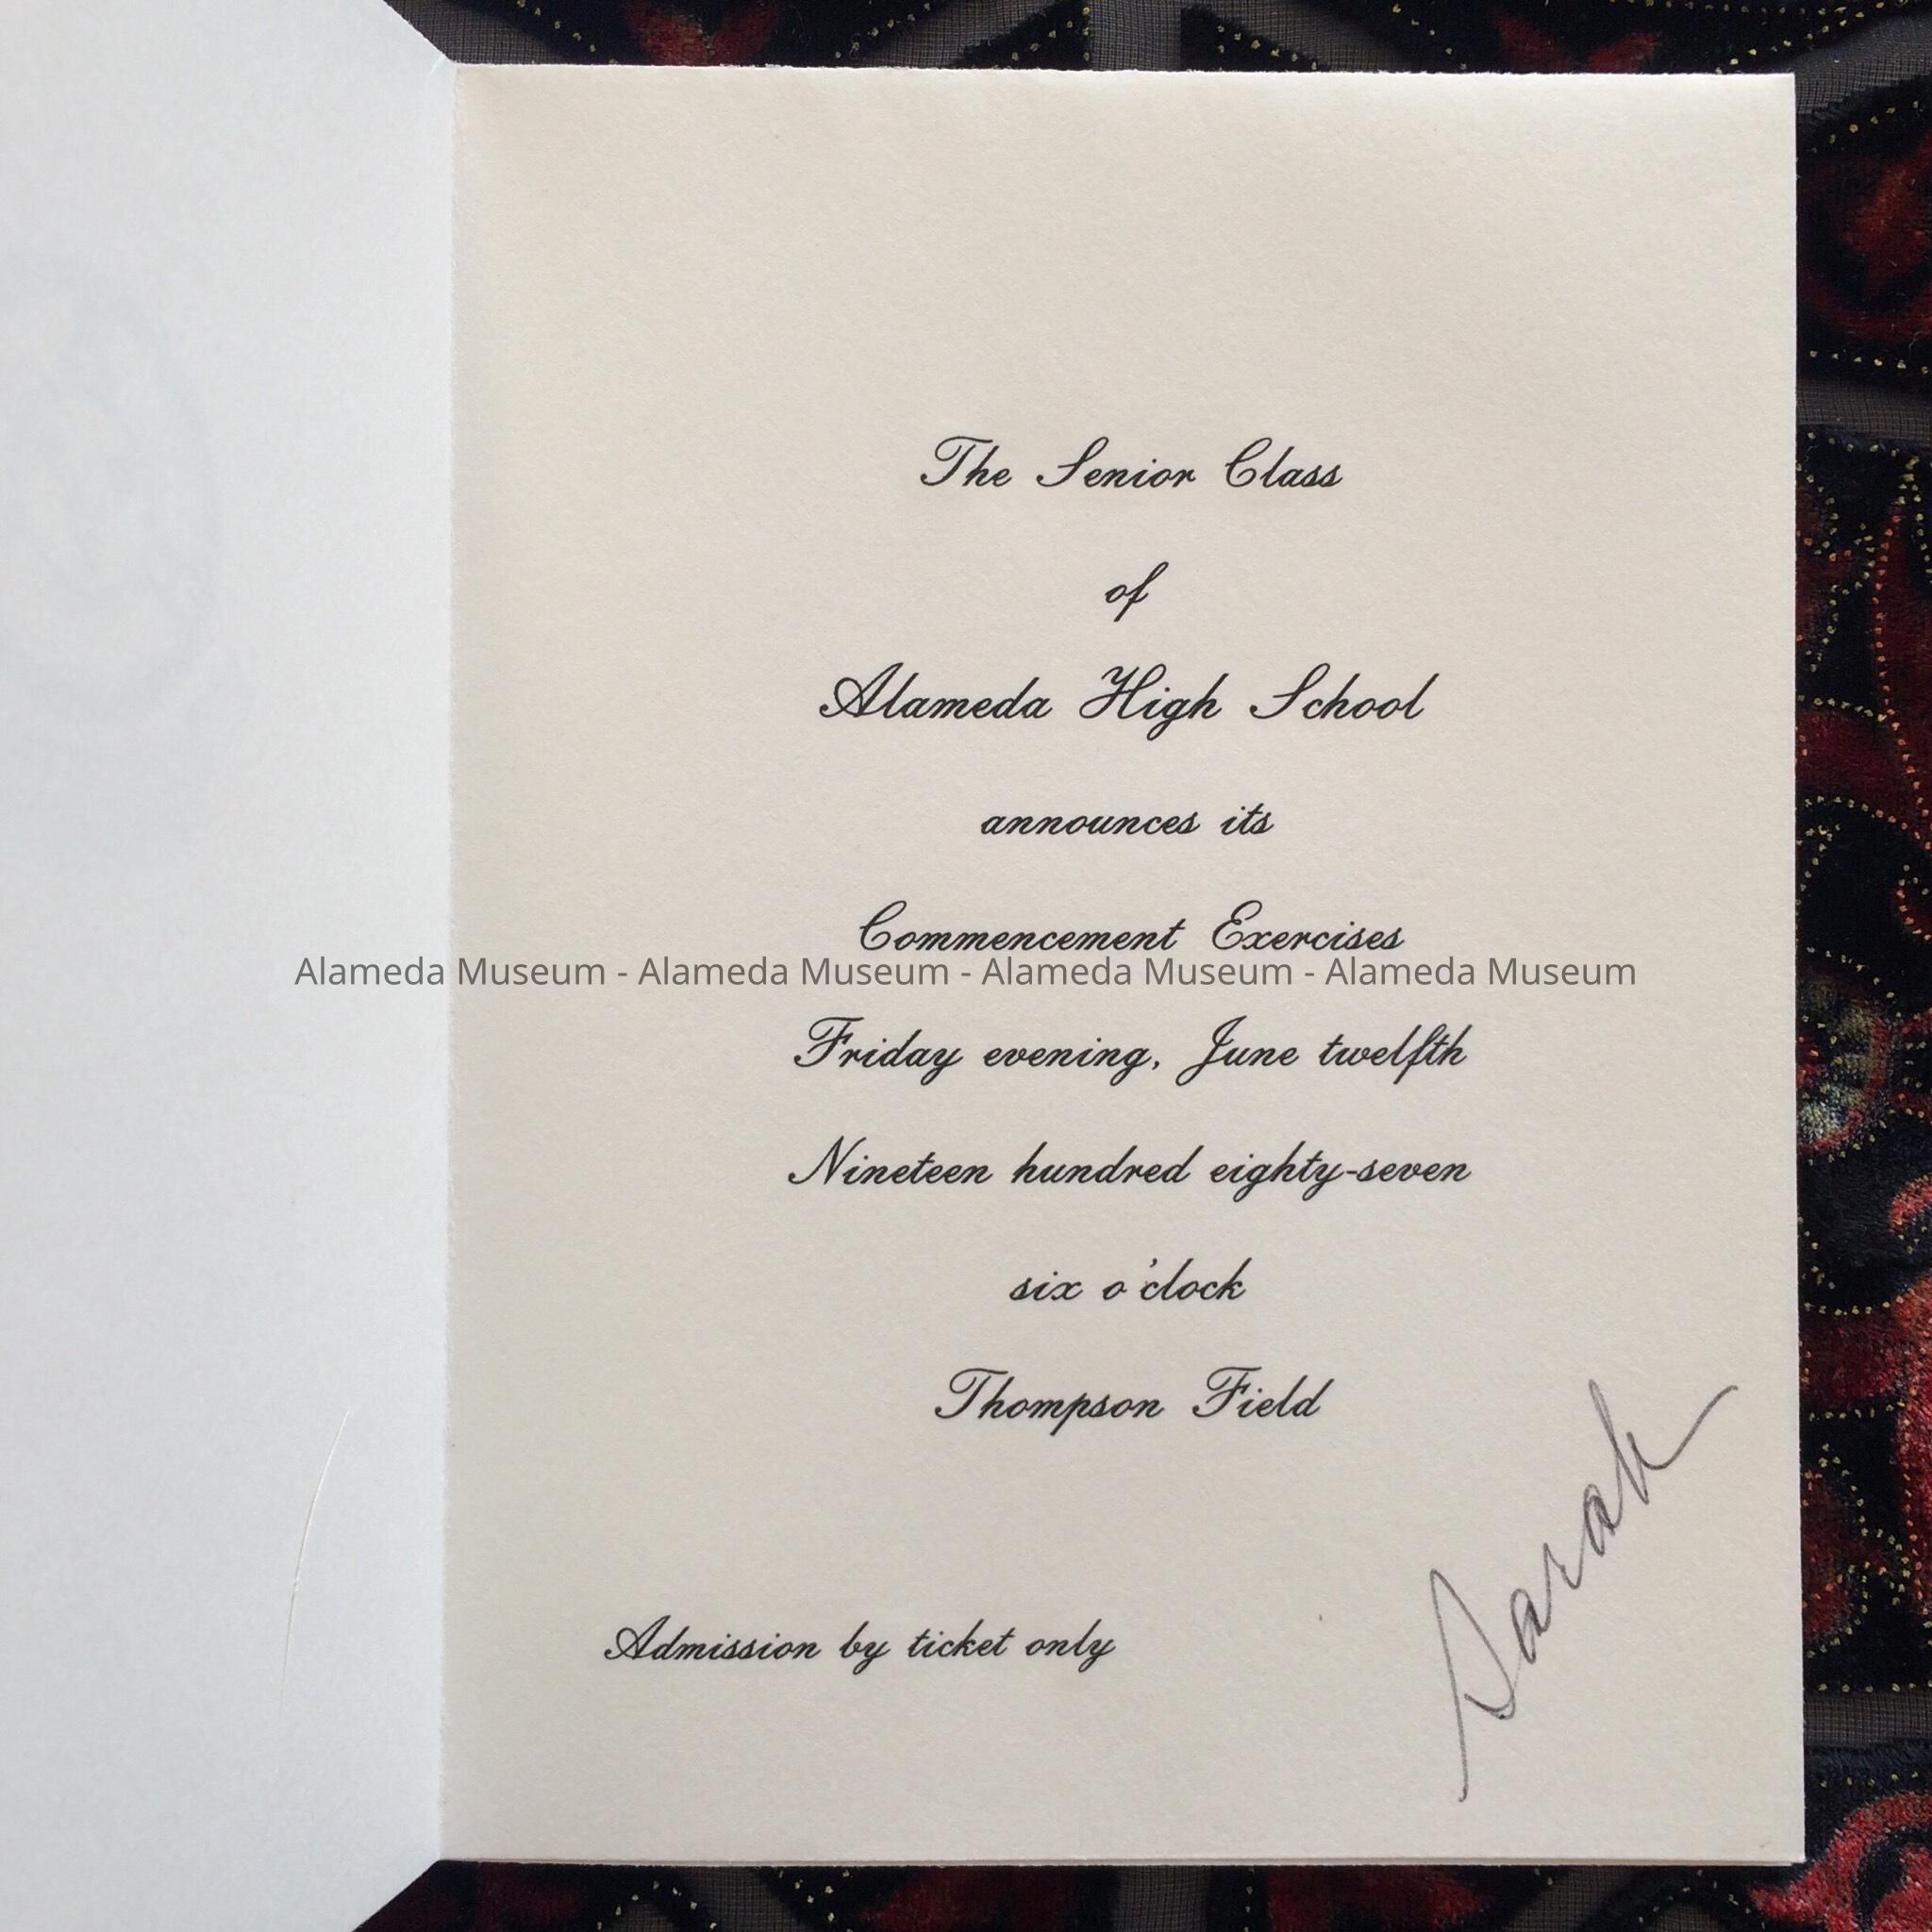 The Senior Class
of
Alameda High School
announces its
Commencement Exercises
Alameda Museum - Alameda Museum - Alameda Museum - Alameda Museum
Friday evening, June twelfth
Nineteen hundred eighty-seven
six o'clock
Thompson Field
Sarah
Admission by ticket only